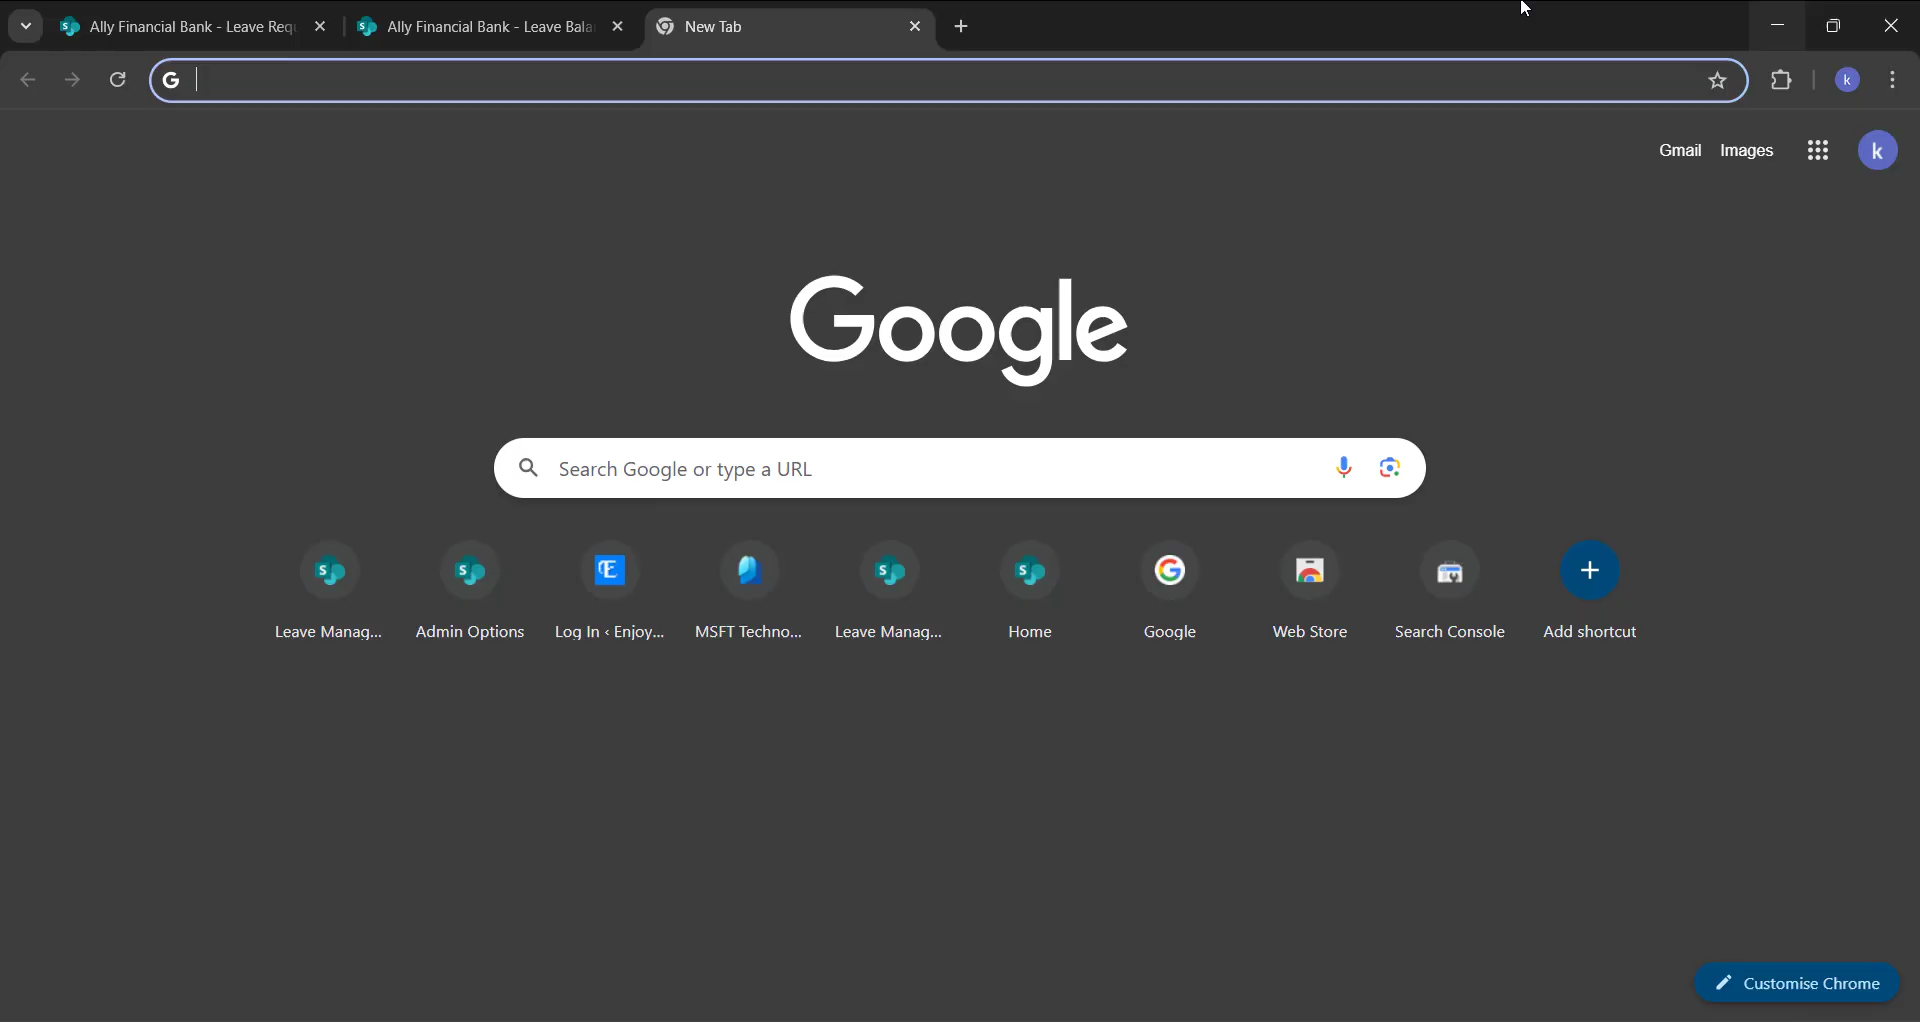 Ally Financial Bank - Leave Req
Ally Financial Bank - Leave Bala
New Tab
G
k
Gmail
Images
k
Google
Search Google or type a URL
Leave Manag...
Admin Options
Log In ‹ Enjoy...
MSFT Techno...
Leave Manag...
Home
Google
Web Store
Search Console
Add shortcut
Customise Chrome